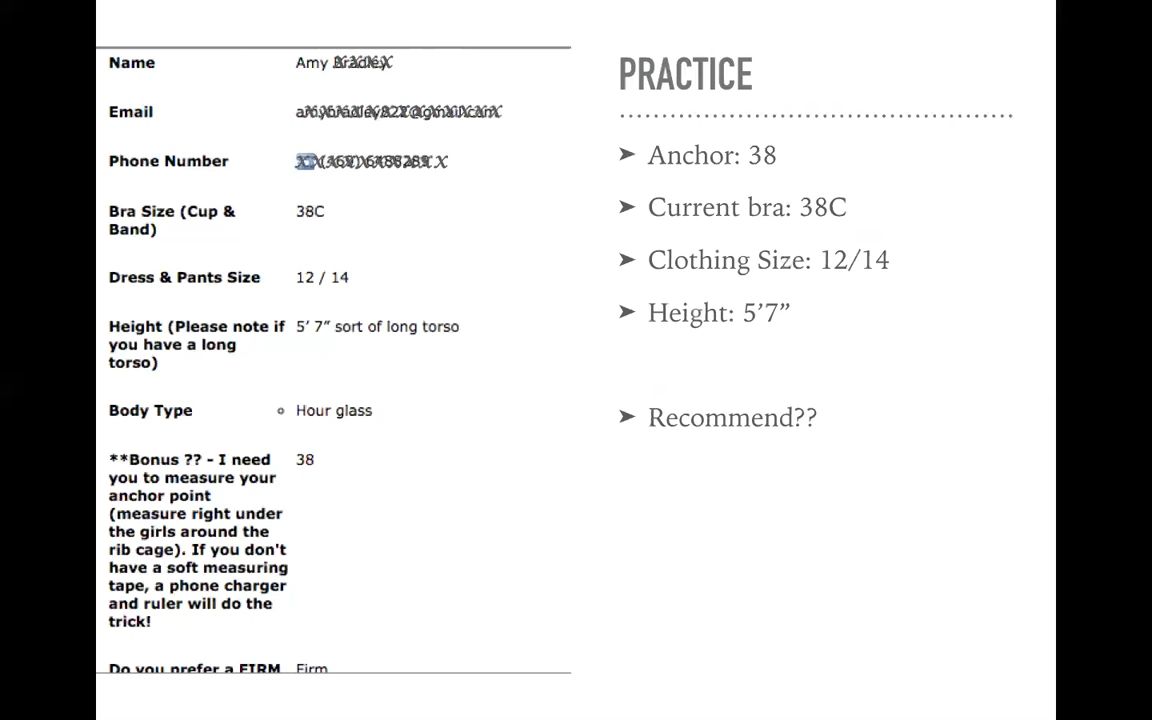 Name Amy
Email
Phone Number
Bra Size (Cup & 38C
Band)
Dress & Pants Size 12 / 14
Height (Please note if 5' 7" sort of long torso
you have a long
torso)
Body Type Hour glass
**Bonus ?? - I need 38
you to measure your
anchor point
(measure right under
the girls around the
rib cage). If you don't
have a soft measuring
tape, a phone charger
and ruler will do the
trick!
Do you prefer a FIRM Firm
PRACTICE
➤ Anchor: 38
➤ Current bra: 38C
➤ Clothing Size: 12/14
➤ Height: 5’7”
➤ Recommend??